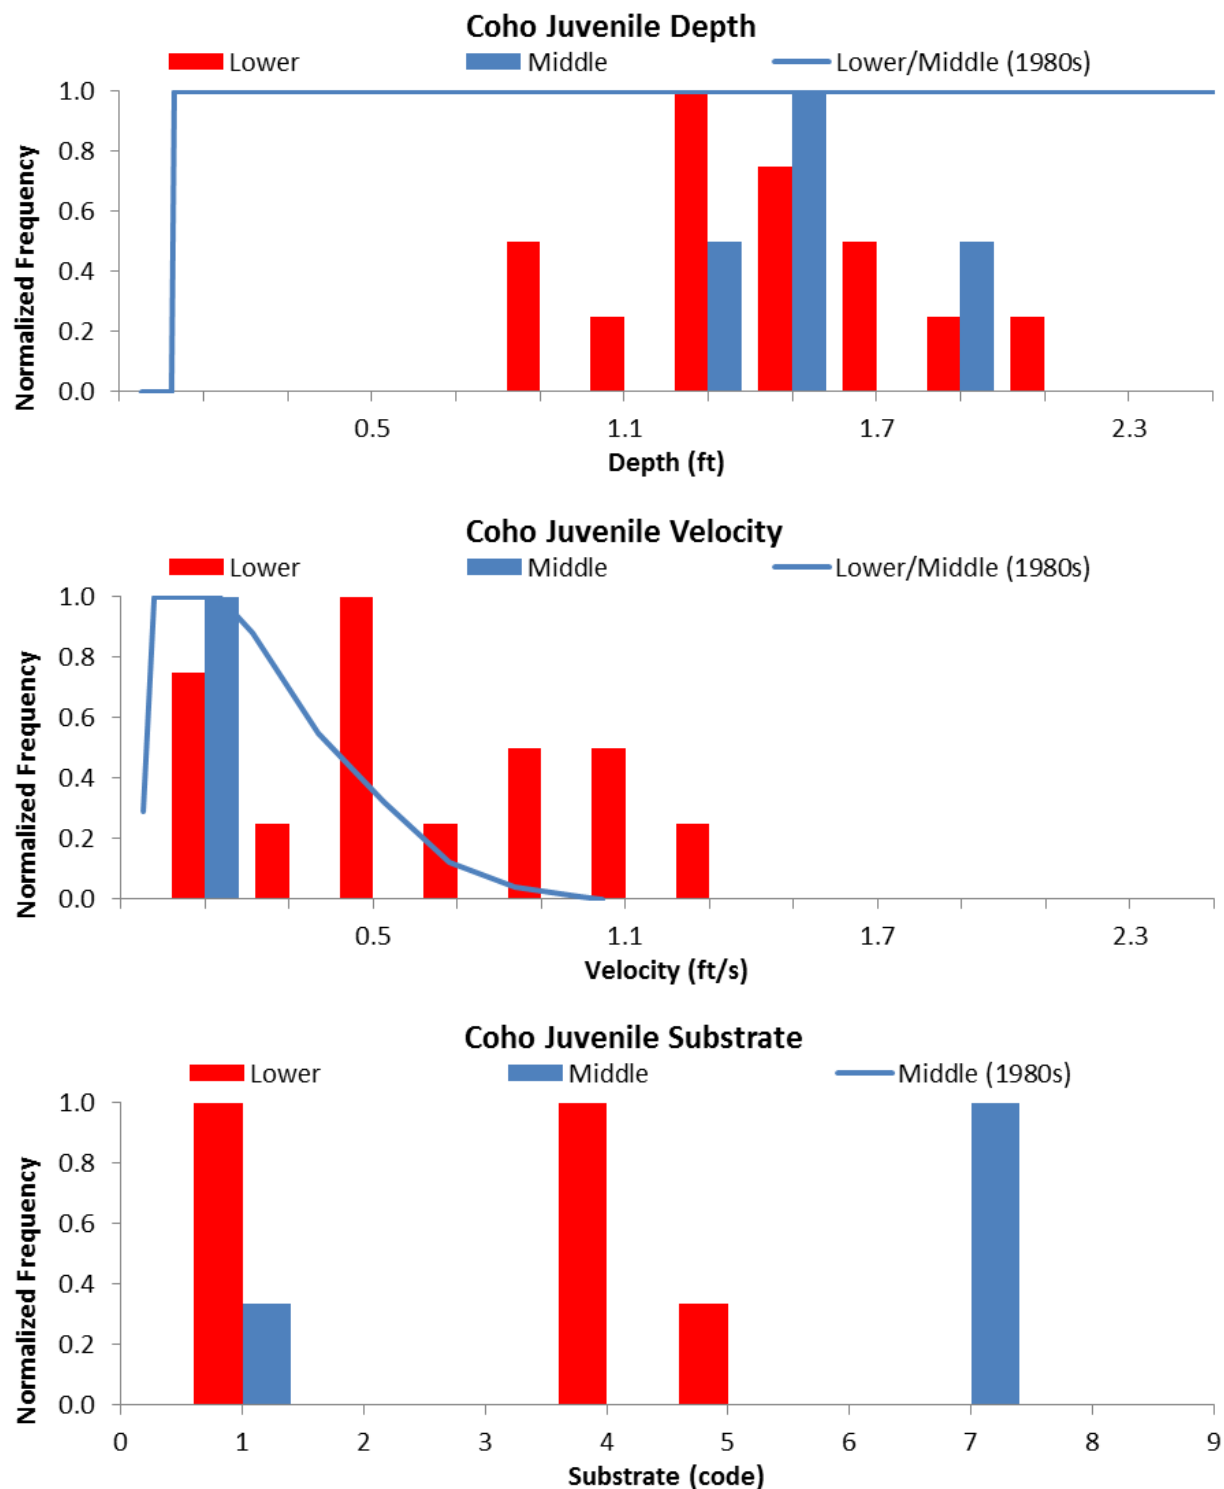 Coho Juvenile Depth
Lower Middle Lower/Middle (1980s)
Normalized Frequency
1.0
0.8
0.6
0.4
0.2
0.0
0.5 1.1 1.7 2.3
Depth (ft)
Coho Juvenile Velocity
Lower Middle Lower/Middle (1980s)
Normalized Frequency
1.0
0.8
0.6
0.4
0.2
0.0
0.5 1.1 1.7 2.3
Velocity (ft/s)
Coho Juvenile Substrate
Lower Middle Middle (1980s)
Normalized Frequency
1.0
0.8
0.6
0.4
0.2
0.0
0 1 2 3 4 5 6 7 8 9
Substrate (code)